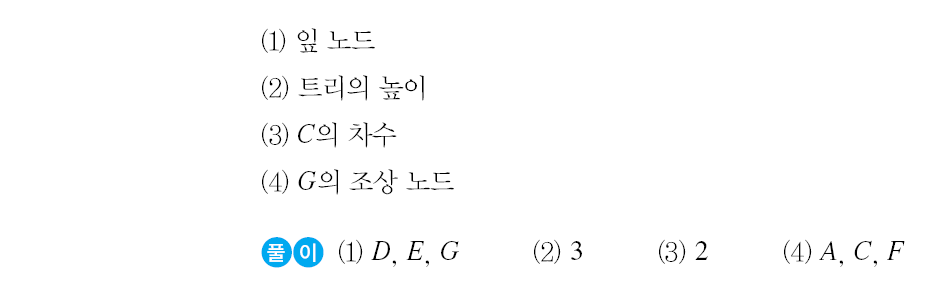 (1) 잎 노드
(2) 트리의 높이
(3) C의 차수
(4) G의 조상 노드
풀이 (1) D, E, G (2) 3 (3) 2 (4) A, C, F